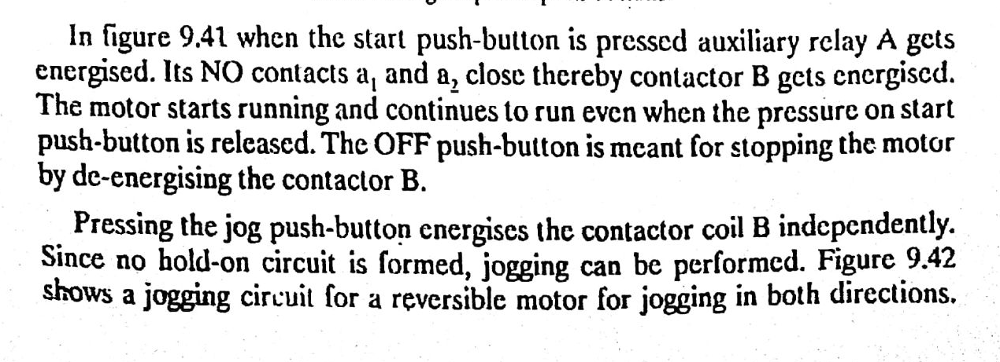 In figure 9.41 when the start push-button is pressed auxiliary relay A gets
energised. Its NO contacts a₁ and a₂ close thereby contactor B gets energised.
The motor starts running and continues to run even when the pressure on start
push-button is released. The OFF push-button is meant for stopping the motor
by de-energising the contactor B.
Pressing the jog push-button energises the contactor coil B independently.
Since no hold-on circuit is formed, jogging can be performed. Figure 9.42
shows a jogging circuit for a reversible motor for jogging in both directions.